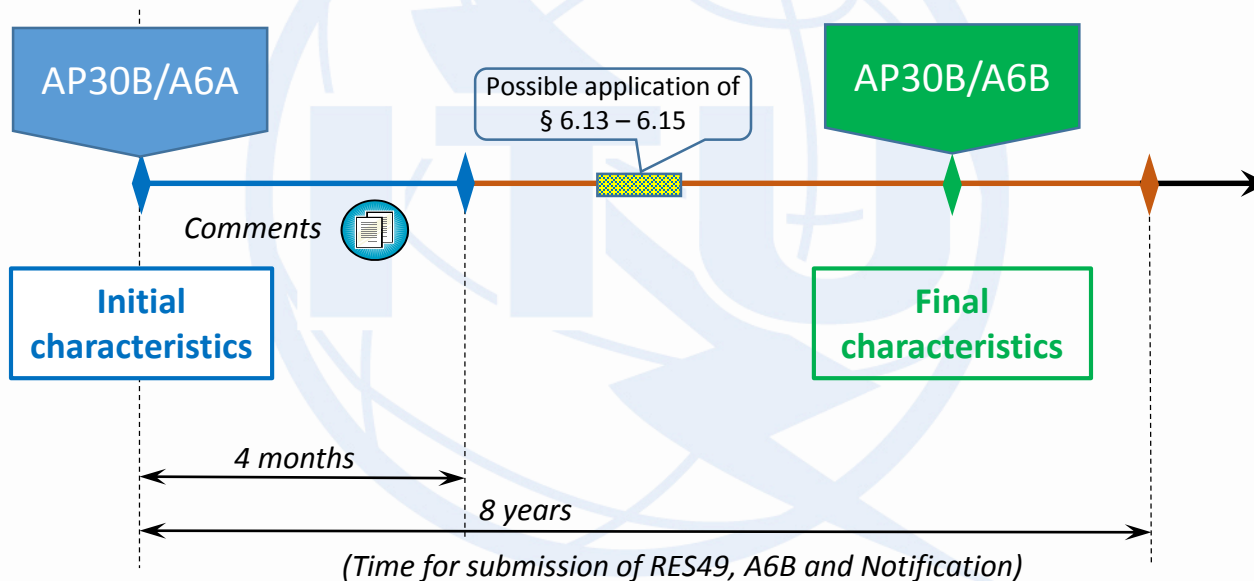 AP30B/A6A
Possible application of
§ 6.13 – 6.15
AP30B/A6B
Comments
Initial
characteristics
Final
characteristics
4 months
8 years
(Time for submission of RES49, A6B and Notification)
ITU